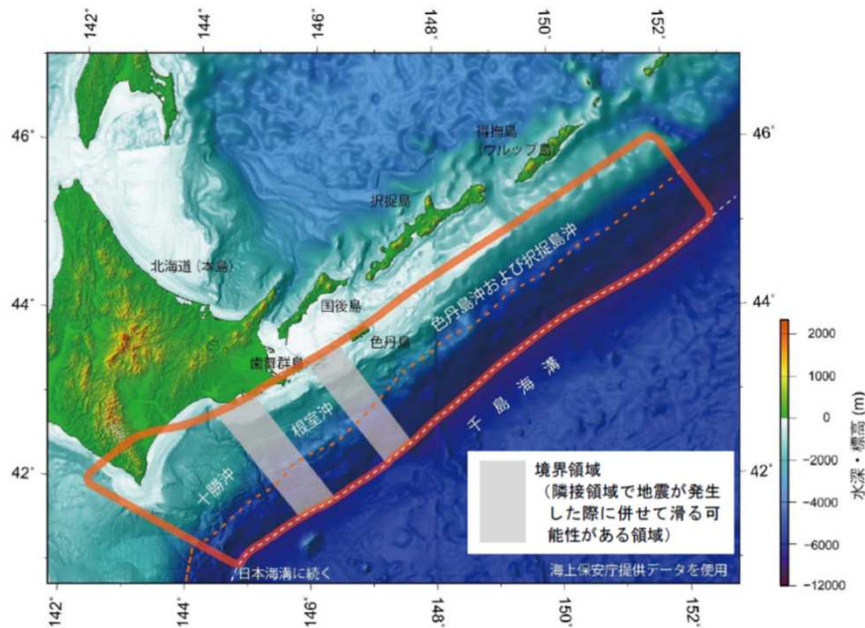 142°
144°
146°
148°
150°
152°
46°
46°
得撫島
(ウルップ島)
択捉島
北海道(本島)
44°
44°
国後島
色丹島沖および択捉島沖
色丹島
歯舞群島
千島海溝
根室沖
42°
42°
十勝沖
境界領域
(隣接領域で地震が発生
した際に併せて滑る可
能性がある領域)
日本海溝に続く
海上保安庁提供データを使用
142°
144°
146°
148°
150°
152°
2000
1000
0
-2000
-4000
-6000
-12000
水深・標高 (m)